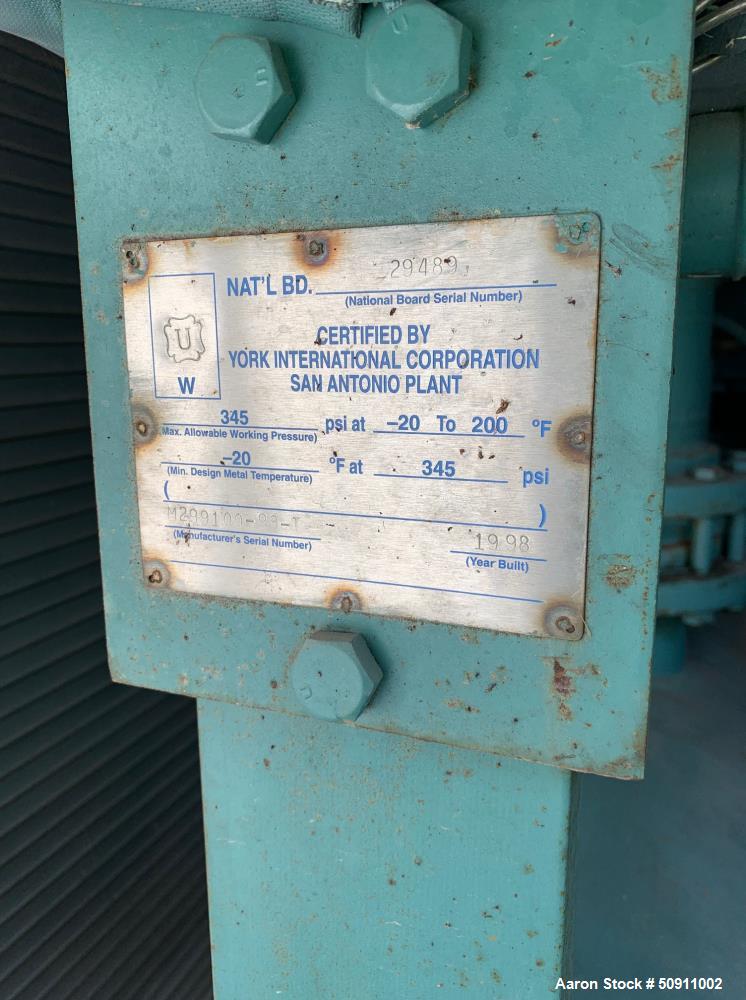 NAT'L BD. 29489
(National Board Serial Number)
U
W
CERTIFIED BY
YORK INTERNATIONAL CORPORATION
SAN ANTONIO PLANT
345 psi at –20 To 200 °F
Max. Allowable Working Pressure)
–20 °F at 345 psi
(Min. Design Metal Temperature)
( )
1998
(Manufacturer's Serial Number)
(Year Built)
Aaron Stock # 50911002